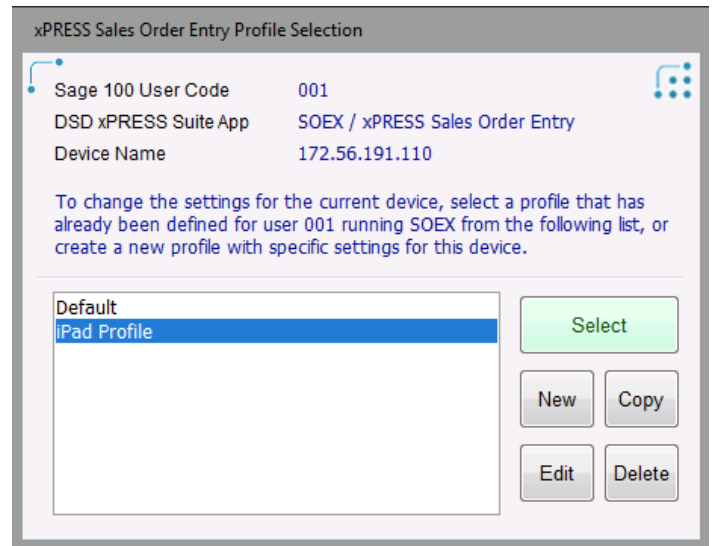 xPRESS Sales Order Entry Profile Selection
Sage 100 User Code 001
DSD xPRESS Suite App SOEX / xPRESS Sales Order Entry
Device Name 172.56.191.110
To change the settings for the current device, select a profile that has
already been defined for user 001 running SOEX from the following list, or
create a new profile with specific settings for this device.
Default
iPad Profile
Select
New Copy
Edit Delete